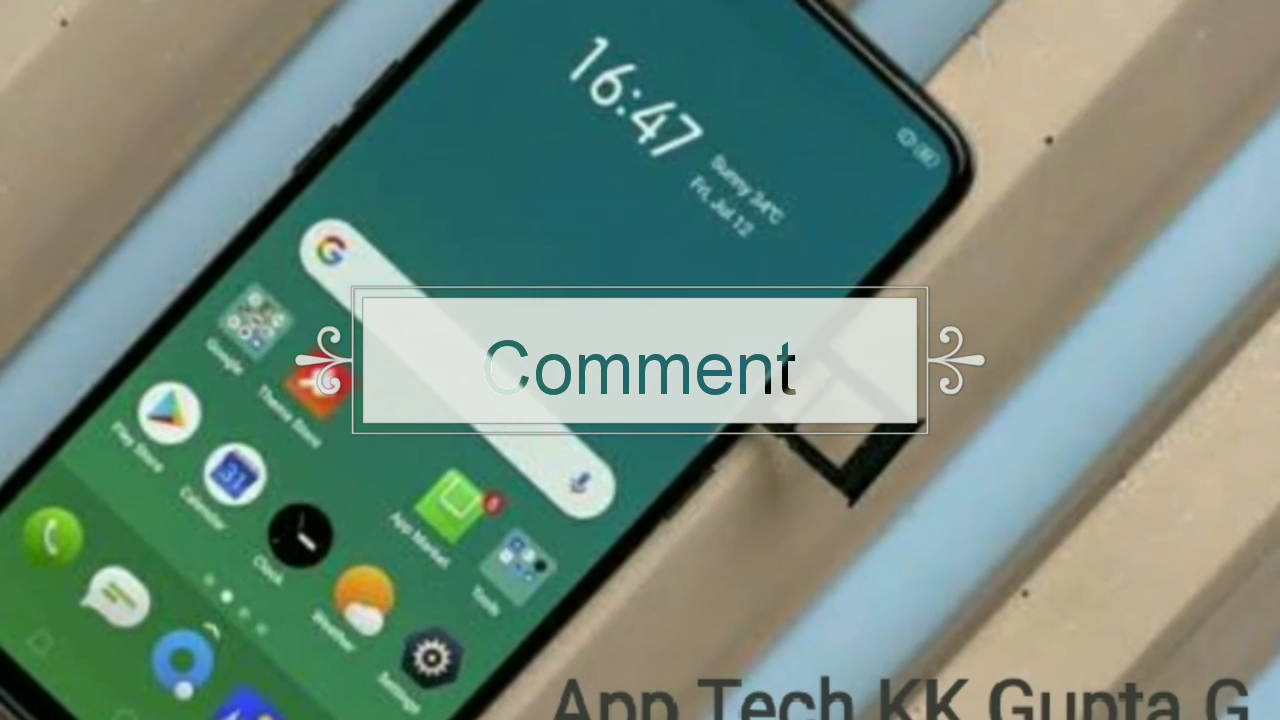 16:47
Sunny 34°C
Fri, Jul 12
Google
Theme Store
Play Store
Calendar
Clock
Weather
Settings
App Market
Tools
31
Comment
App Tech KK Gupta G